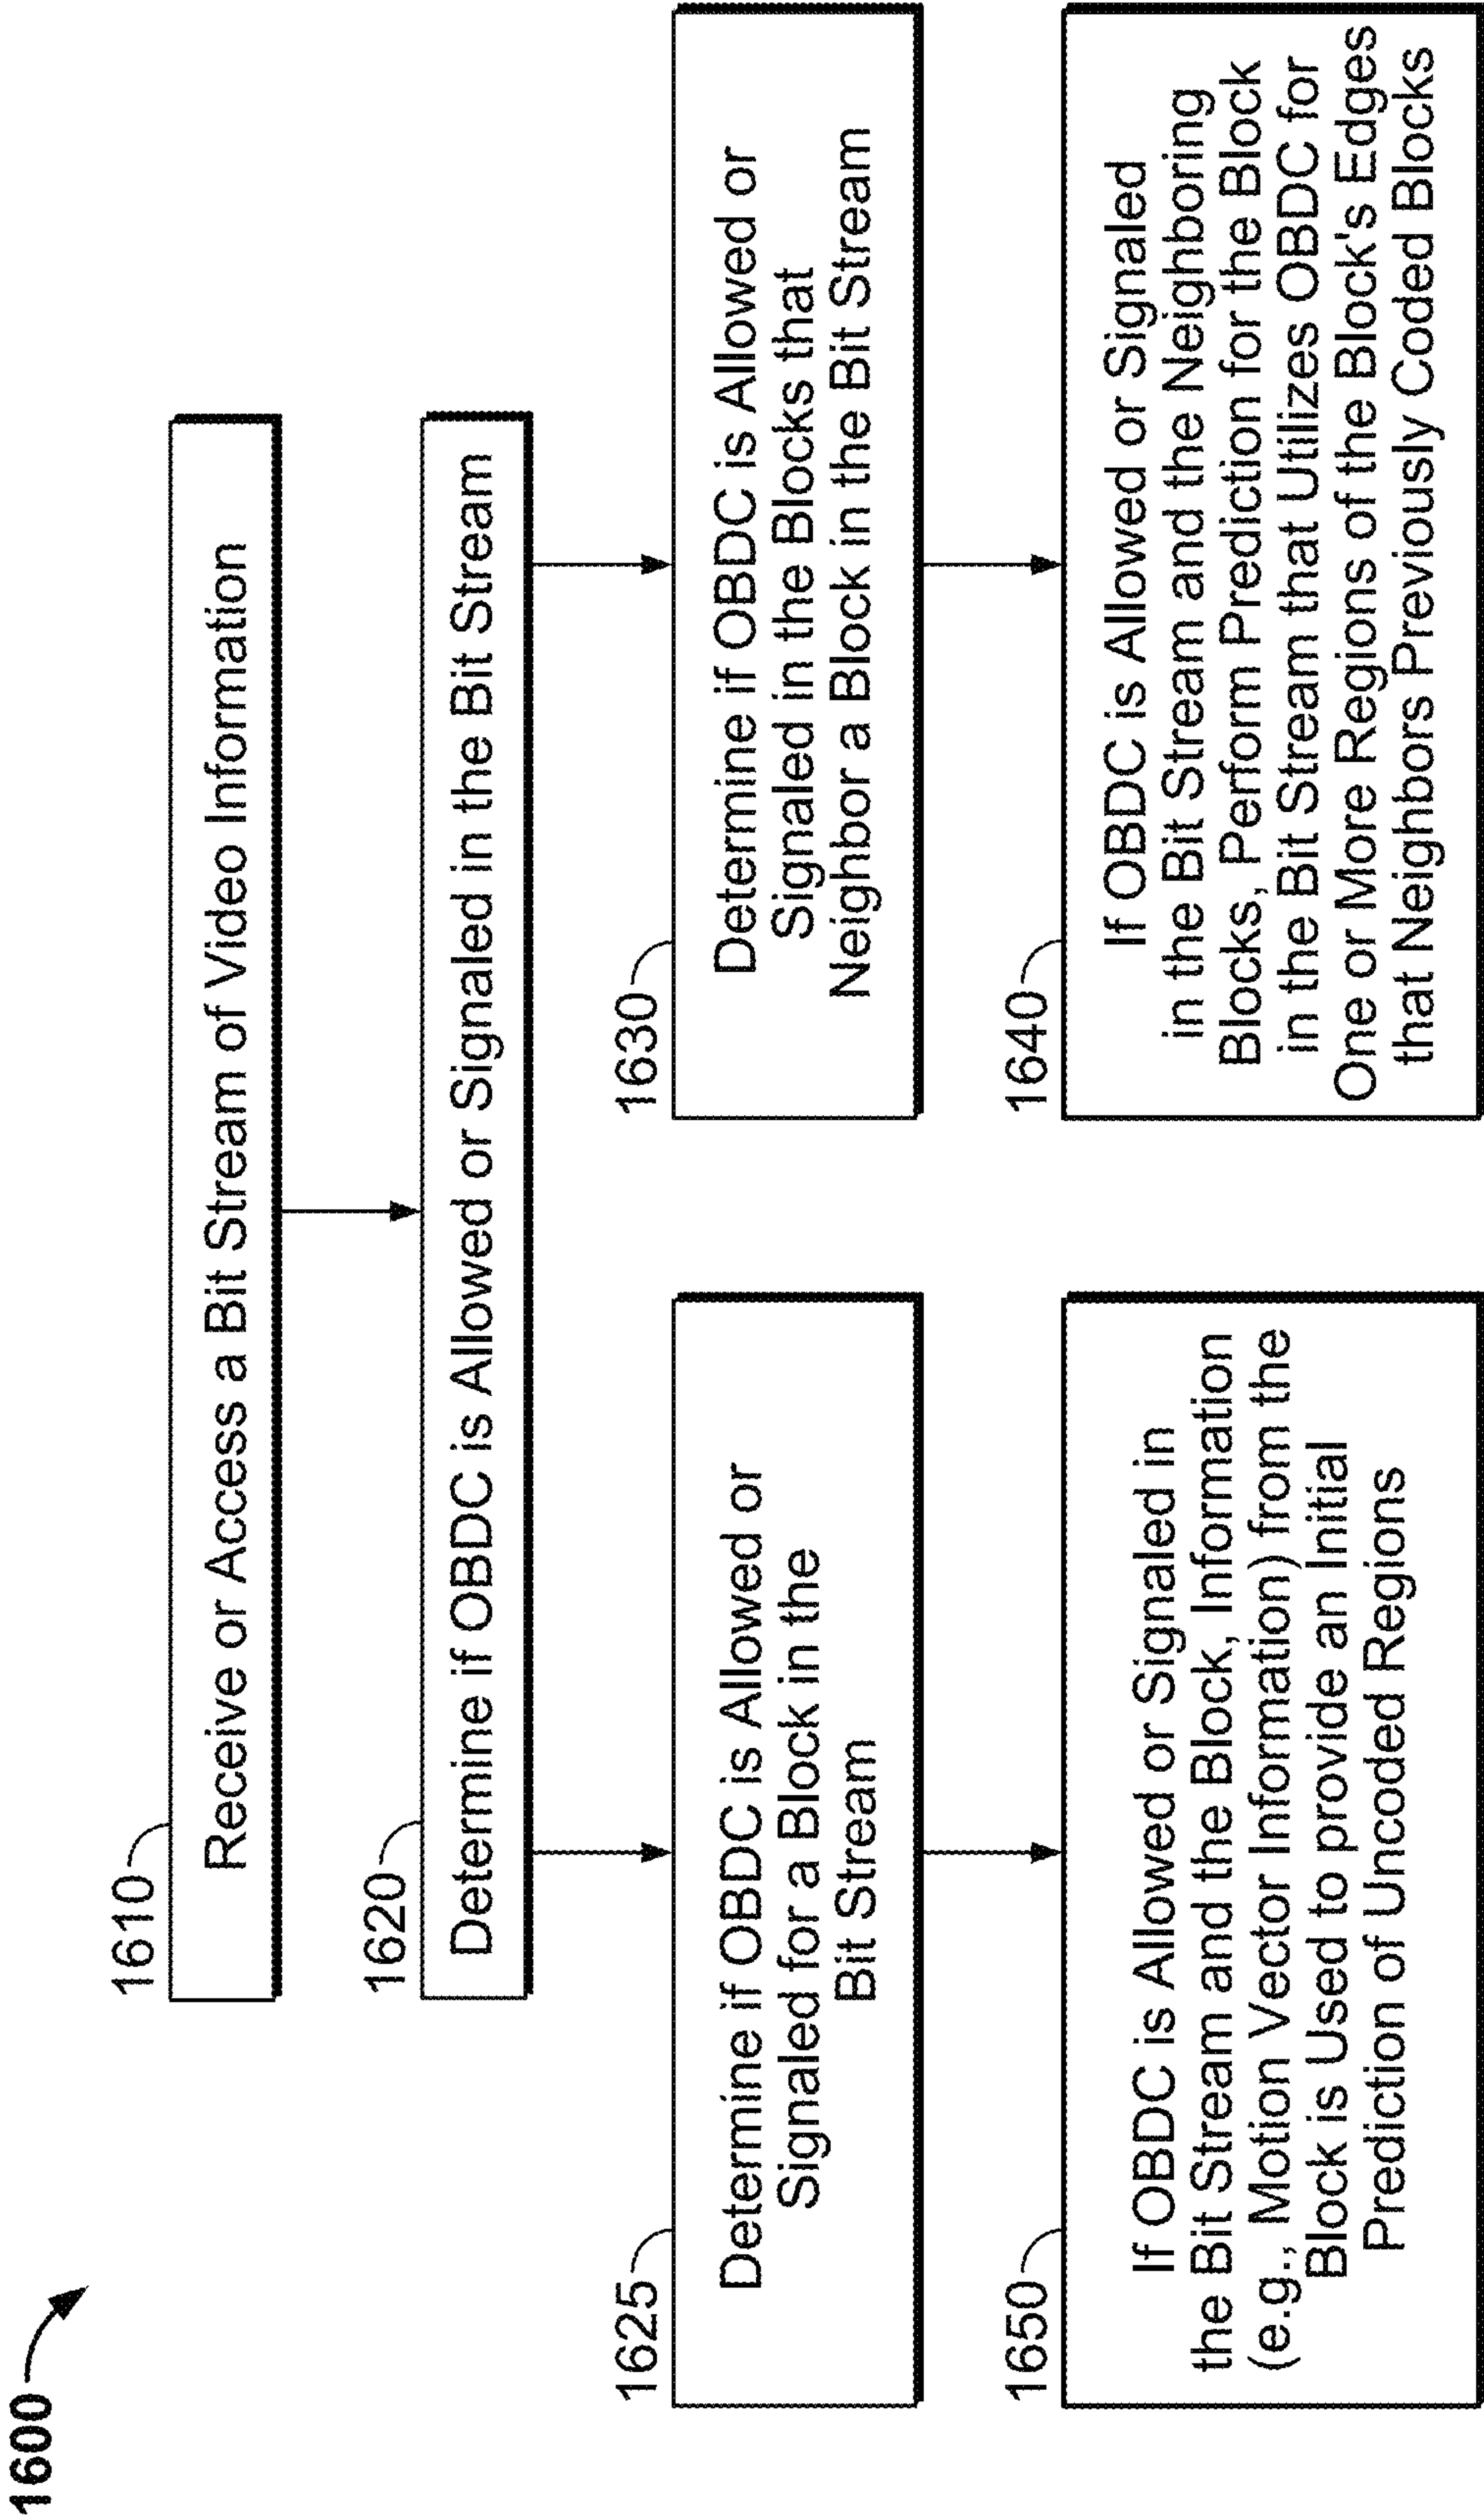 1600
1610
Receive or Access a Bit Stream of Video Information
1620
Determine if OBDC is Allowed or Signaled in the Bit Stream
1625
Determine if OBDC is Allowed or
Signaled for a Block in the
Bit Stream
1630
Determine if OBDC is Allowed or
Signaled in the Blocks that
Neighbor a Block in the Bit Stream
1650
If OBDC is Allowed or Signaled in
the Bit Stream and the Block, Information
(e.g., Motion Vector Information) from the
Block is Used to provide an Initial
Prediction of Uncoded Regions
1640
If OBDC is Allowed or Signaled
in the Bit Stream and the Neighboring
Blocks, Perform Prediction for the Block
in the Bit Stream that Utilizes OBDC for
One or More Regions of the Block's Edges
that Neighbors Previously Coded Blocks